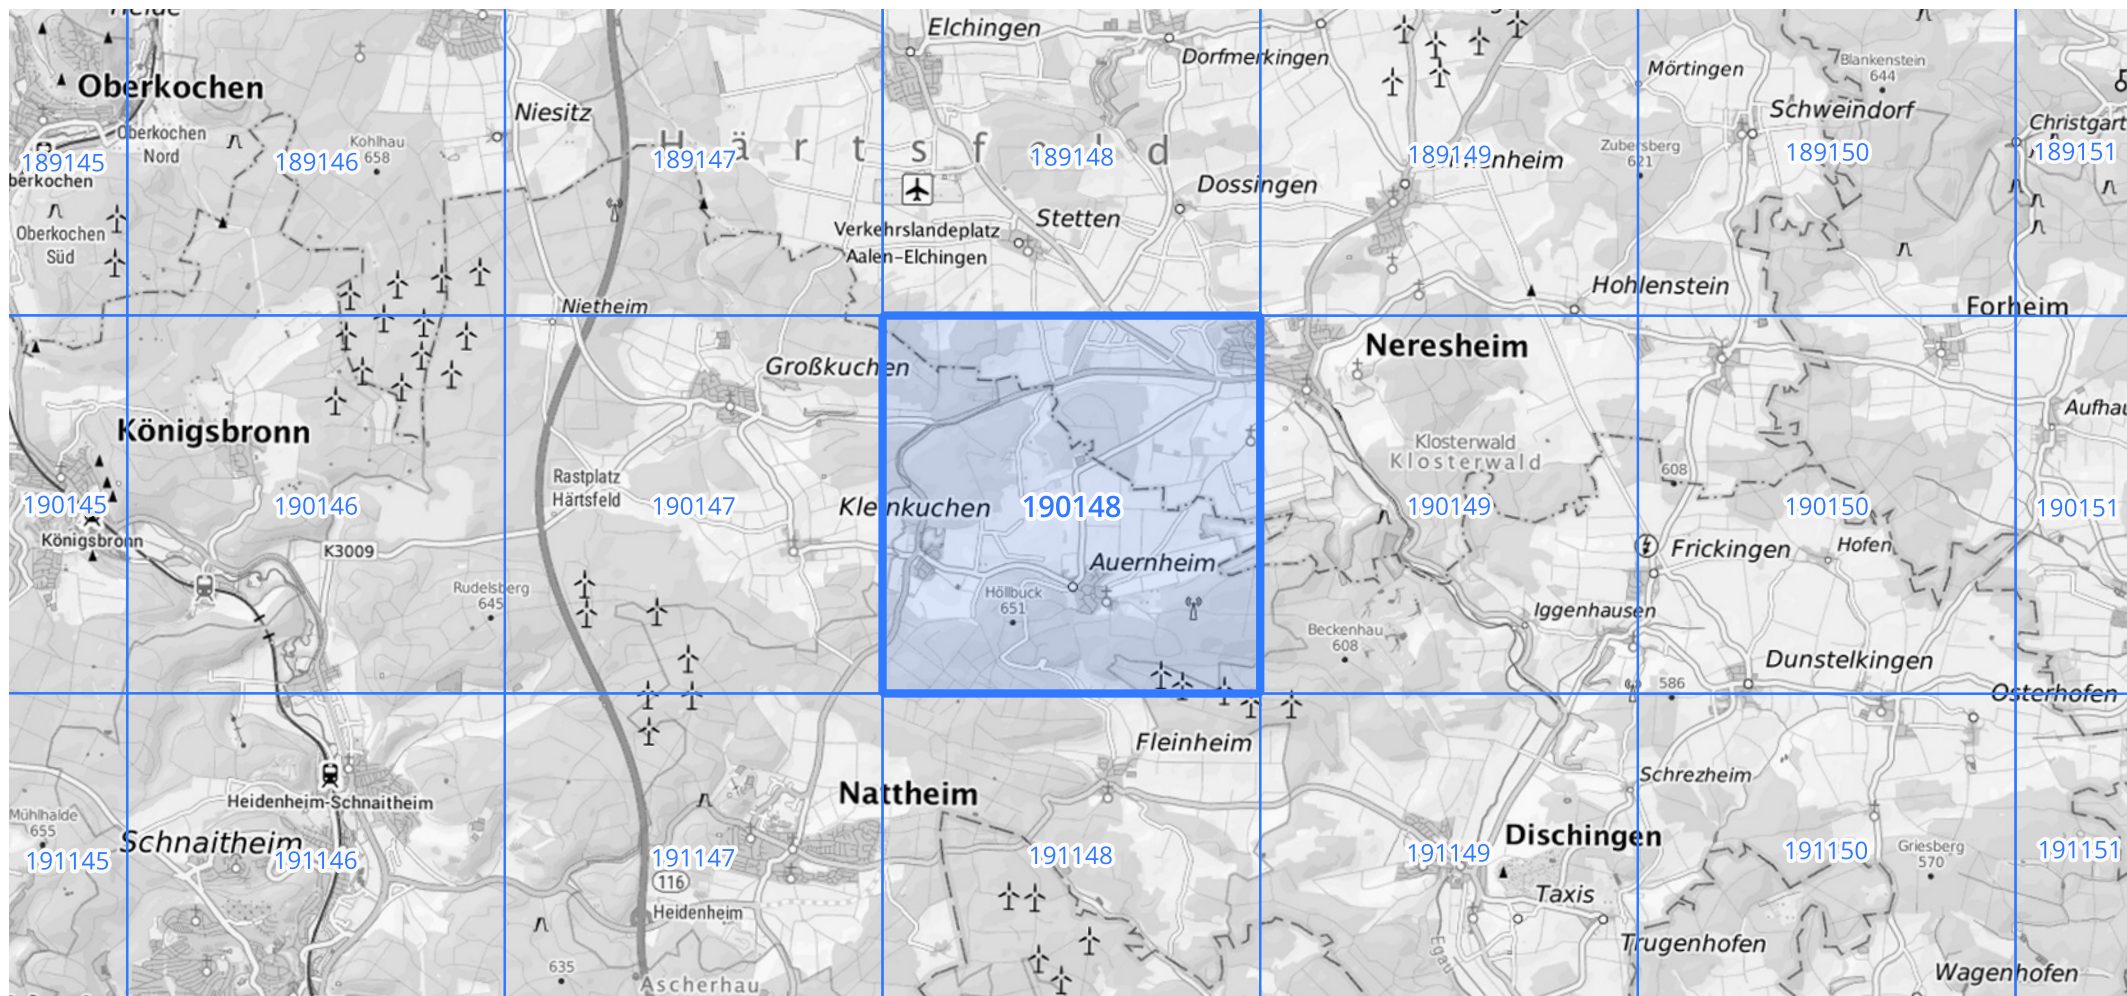 Elchingen
Dorfmerkingen
Mörtingen
Blankenstein
644
Oberkochen
Niesitz
Schweindorf
Christgart
Oberkochen
Nord
Kohlhau
658
H ä r t s f e l d
Zubersberg
621
189145
189146
189147
189148
189149
189150
189151
berkochen
Dossingen
Oberkochen
Süd
Stetten
Verkehrslandeplatz
Aalen-Elchingen
Hohlenstein
Nietheim
Forheim
Neresheim
Großkuchen
Aufhau
Königsbronn
Klosterwald
Klosterwald
608
Rastplatz
Härtsfeld
190145
190146
190147
Kleinkuchen
190148
190149
190150
190151
Königsbronn
K3009
Frickingen
Hofen
Auernheim
Rudelsberg
645
Höllbuck
651
Iggenhausen
Beckenhau
608
Dunstelkingen
586
Osterhofen
Fleinheim
Schrezheim
Nattheim
Heidenheim-Schnaitheim
Mühlhalde
655
Schnaitheim
Dischingen
Griesberg
570
191145
191146
191147
191148
191149
191150
191151
116
Taxis
Heidenheim
Trugenhofen
Egau
635
Ascherhau
Wagenhofen